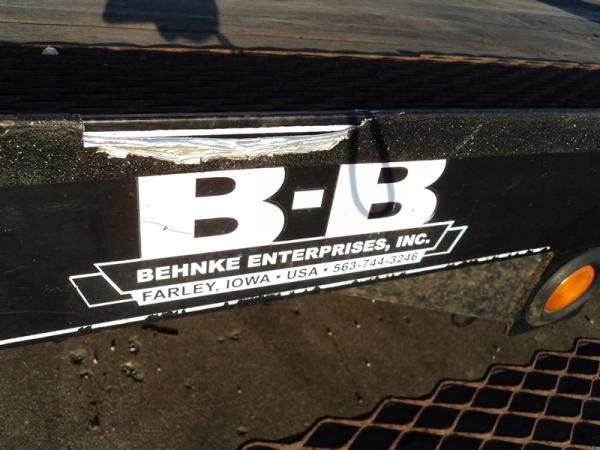 B-B
BEHNKE ENTERPRISES, INC.
FARLEY, IOWA • USA • 563-744-3246